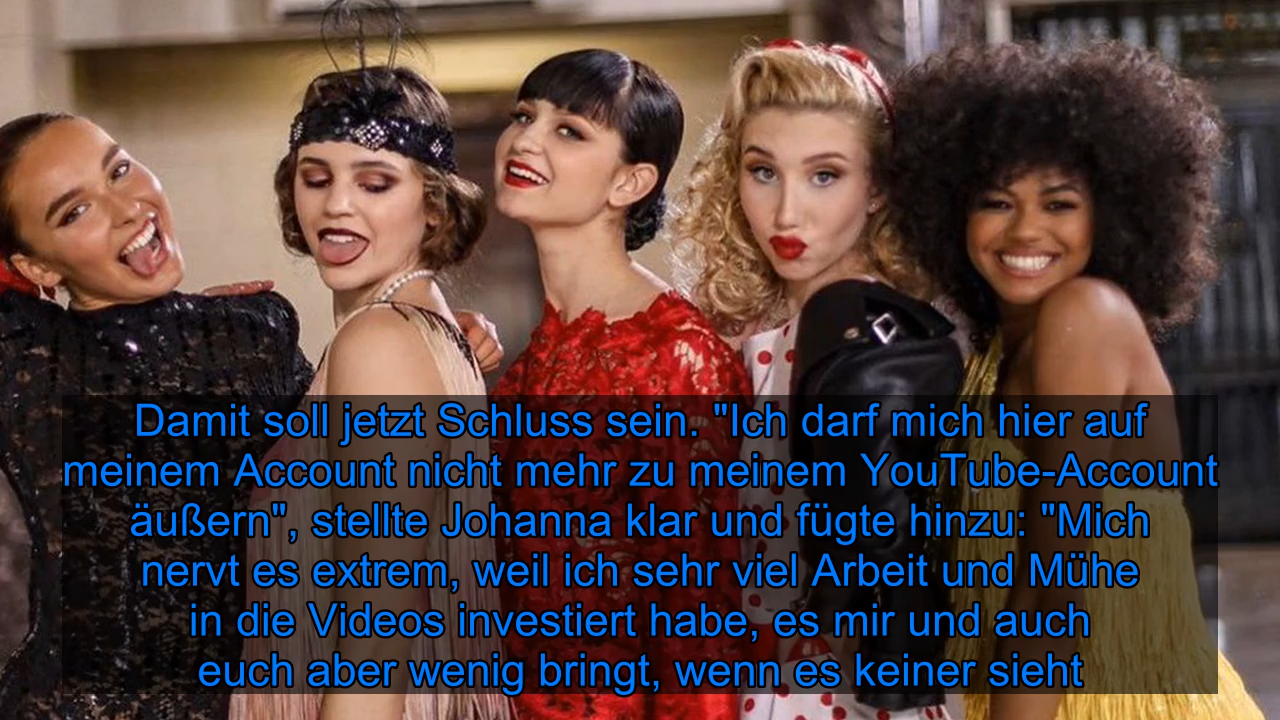 Damit soll jetzt Schluss sein. "Ich darf mich hier auf
meinem Account nicht mehr zu meinem YouTube-Account
äußern", stellte Johanna klar und fügte hinzu: "Mich
nervt es extrem, weil ich sehr viel Arbeit und Mühe
in die Videos investiert habe, es mir und auch
euch aber wenig bringt, wenn es keiner sieht